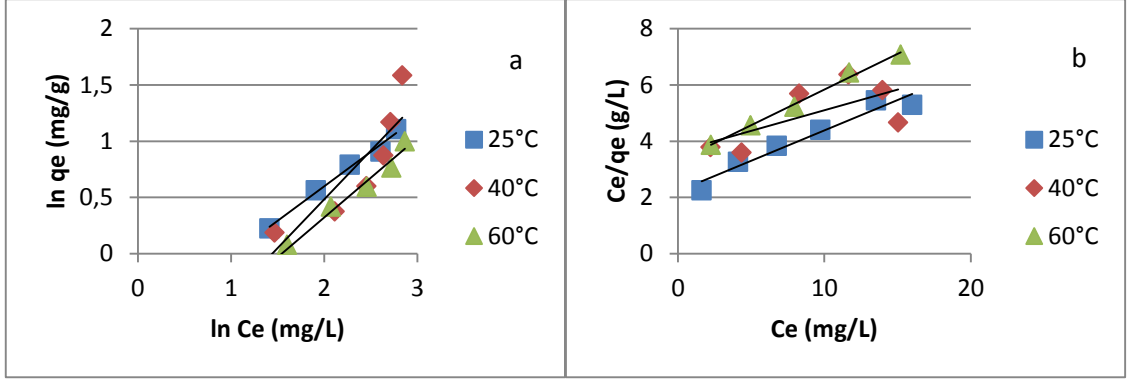 2
1,5
1
0,5
0
0 1 2 3
ln qe (mg/g)
ln Ce (mg/L)
a
25°C
40°C
60°C
8
6
4
2
0
0 10 20
Ce/qe (g/L)
Ce (mg/L)
b
25°C
40°C
60°C